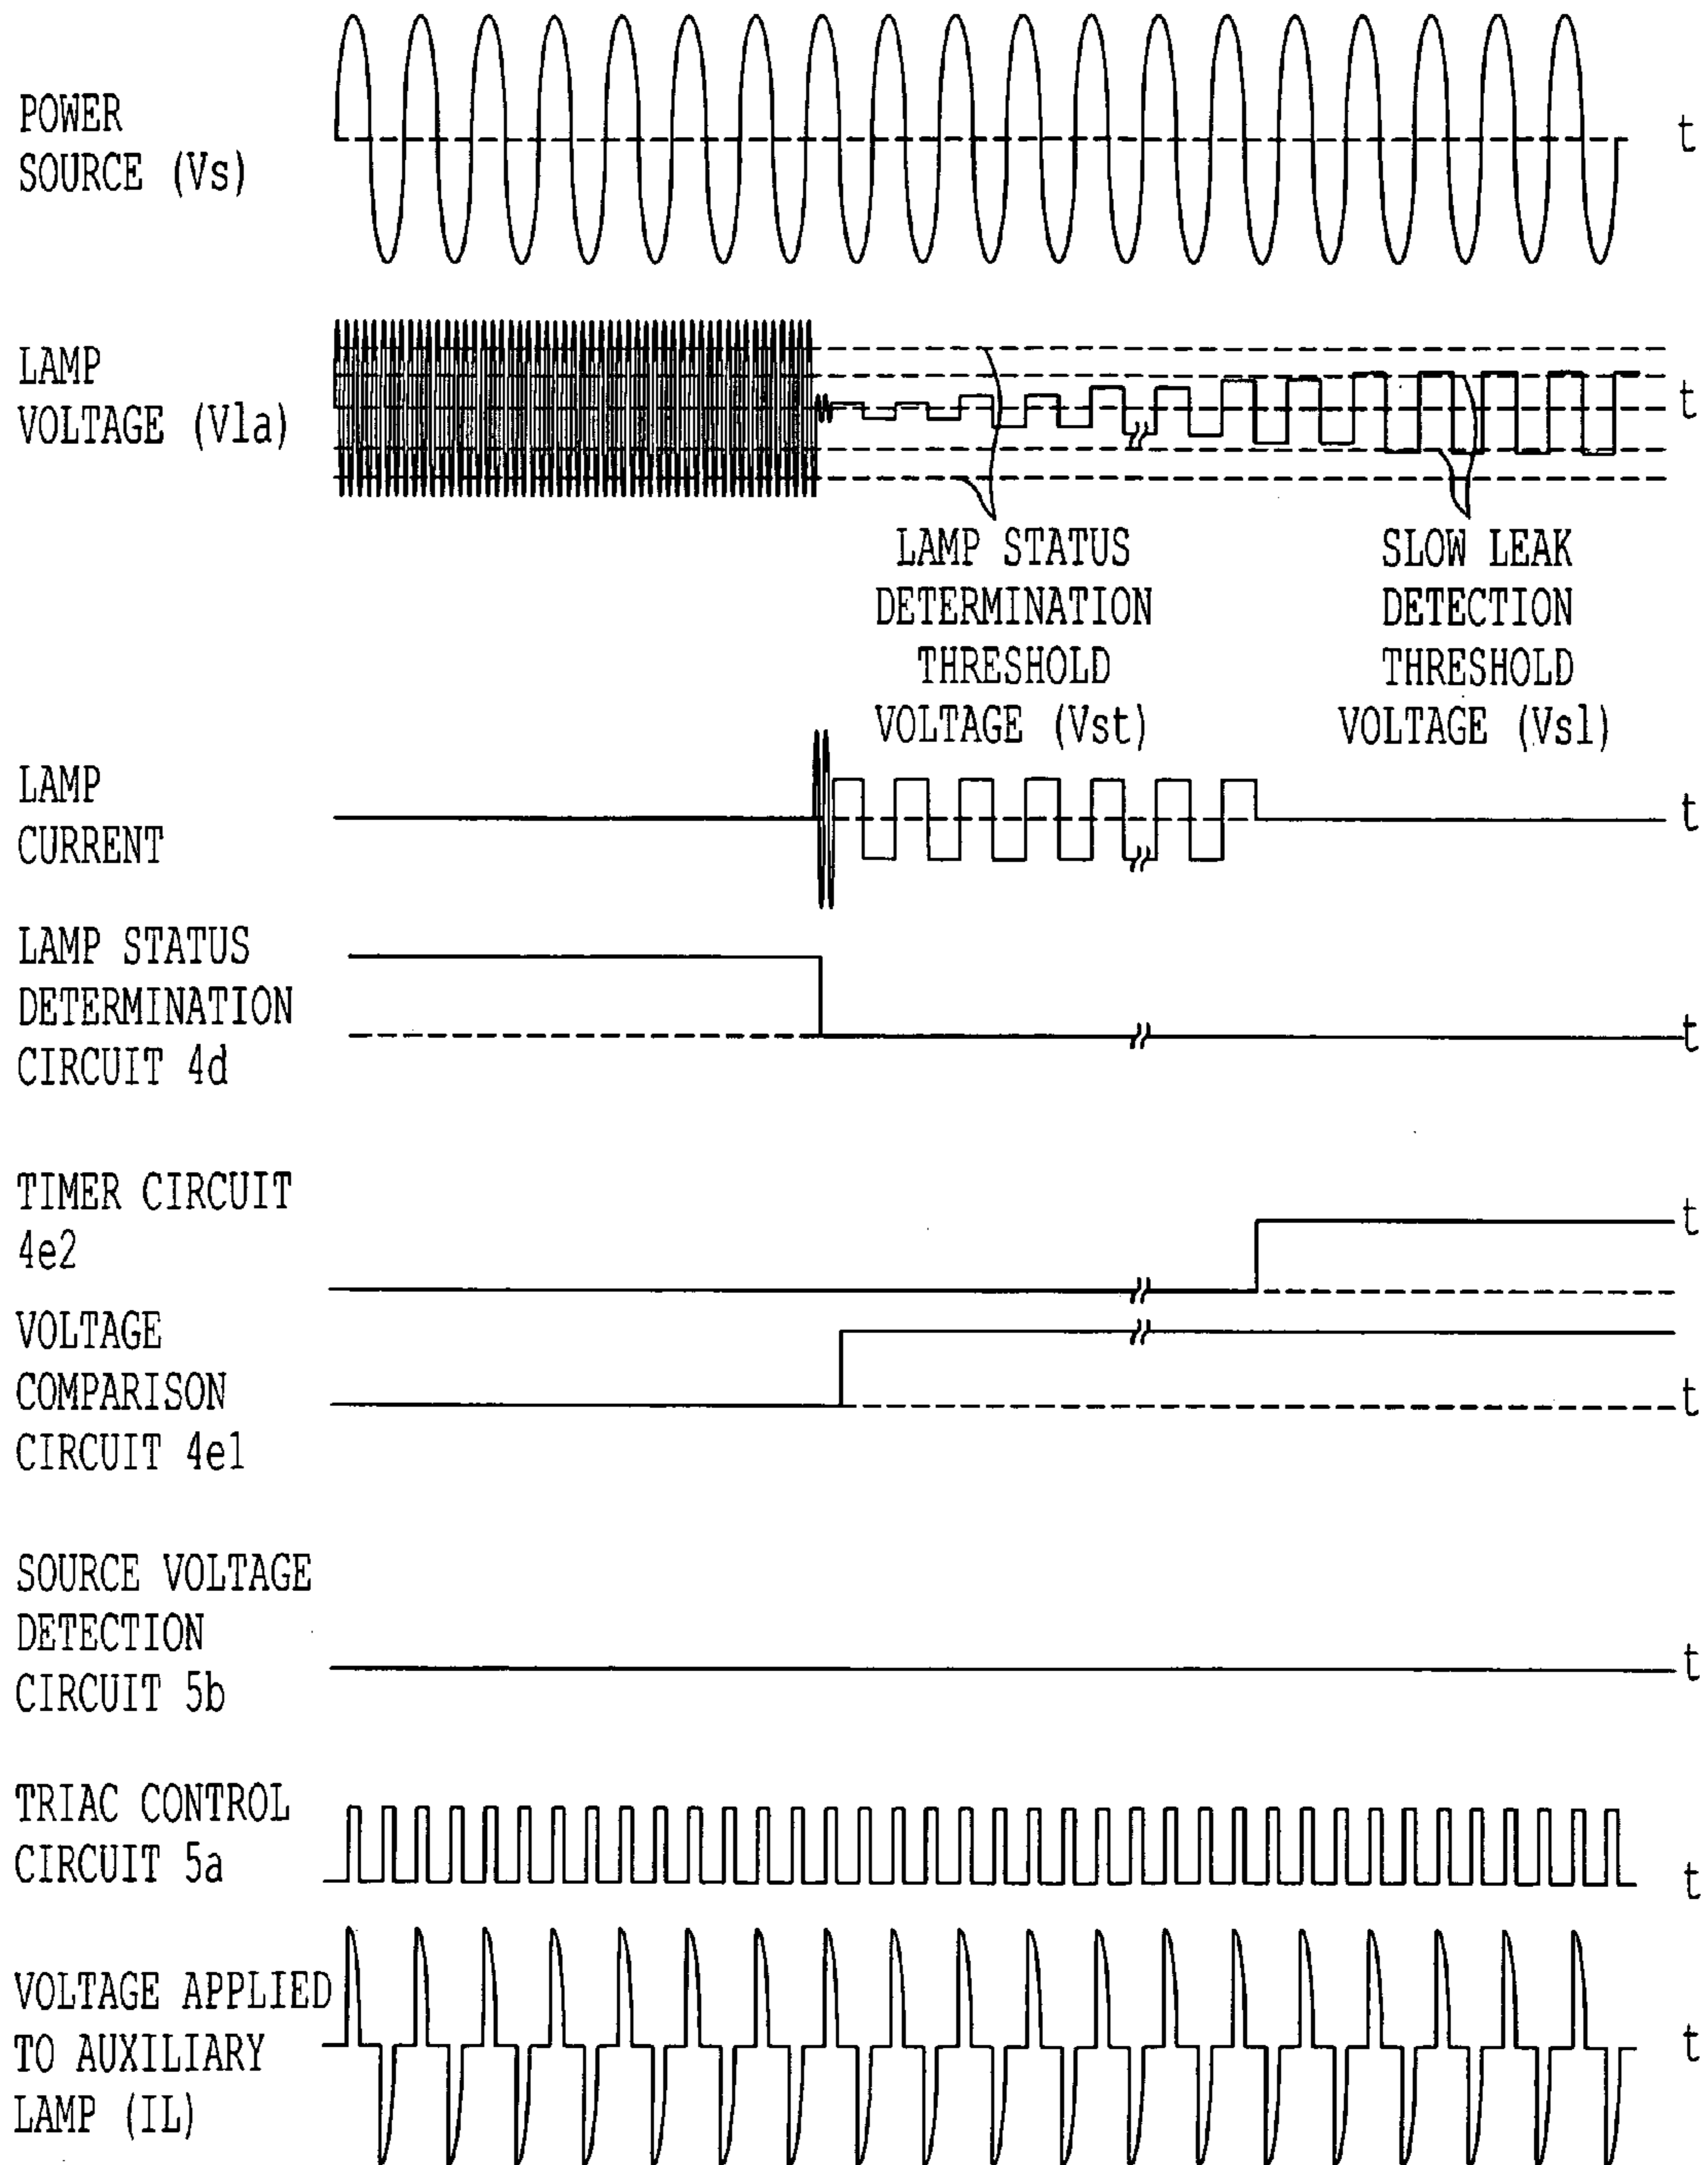 POWER
SOURCE (Vs)
t
LAMP
VOLTAGE (Vla)
t
LAMP STATUS
DETERMINATION
THRESHOLD
VOLTAGE (Vst)
SLOW LEAK
DETECTION
THRESHOLD
VOLTAGE (Vsl)
LAMP
CURRENT
t
LAMP STATUS
DETERMINATION
CIRCUIT 4d
t
TIMER CIRCUIT
4e2
t
VOLTAGE
COMPARISON
CIRCUIT 4e1
t
SOURCE VOLTAGE
DETECTION
CIRCUIT 5b
t
TRIAC CONTROL
CIRCUIT 5a
t
VOLTAGE APPLIED
TO AUXILIARY
LAMP (IL)
t